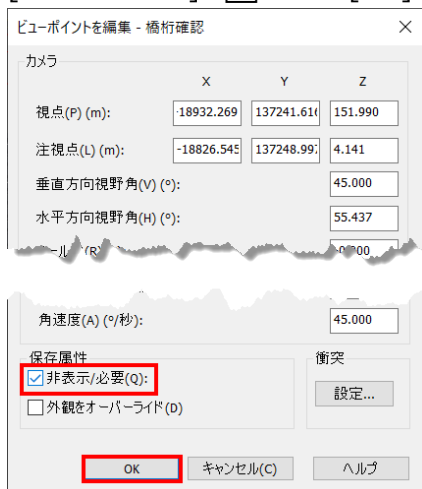 ビューポイントを編集 - 橋桁確認
カメラ
X Y Z
視点(P) (m): -18932.269 137241.616 151.990
注視点(L) (m): -18826.545 137248.997 4.141
垂直方向視野角(V) (°): 45.000
水平方向視野角(H) (°): 55.437
角速度(A) (°/秒): 45.000
保存属性 衝突
非表示/必要(Q): 設定...
外観をオーバーライド(D)
OK キャンセル(C) ヘルプ